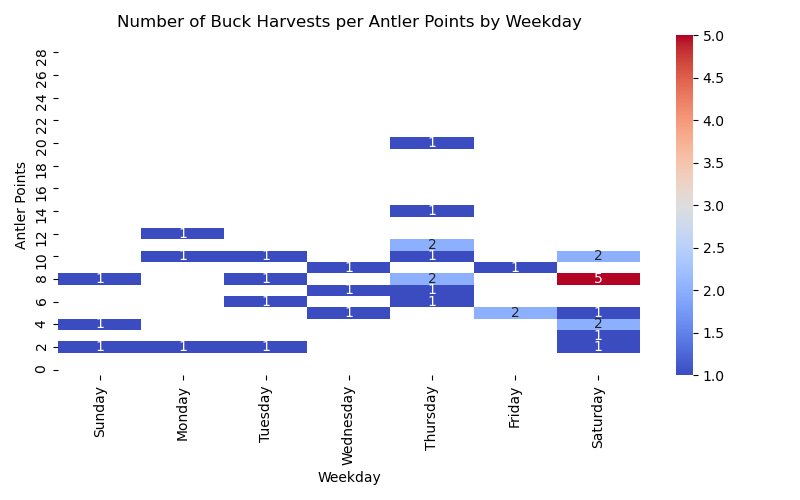 Number of Buck Harvests per Antler Points by Weekday
Antler Points
28
26
24
22
20
18
16
14
12
10
8
6
4
2
0
1
1
1
2
1 1 1 2
1 1
1 1 2 5
1 1
1 1
1 2 1
1 2
1
1 1 1 1
Sunday
Monday
Tuesday
Wednesday
Thursday
Friday
Saturday
Weekday
5.0
4.5
4.0
3.5
3.0
2.5
2.0
1.5
1.0